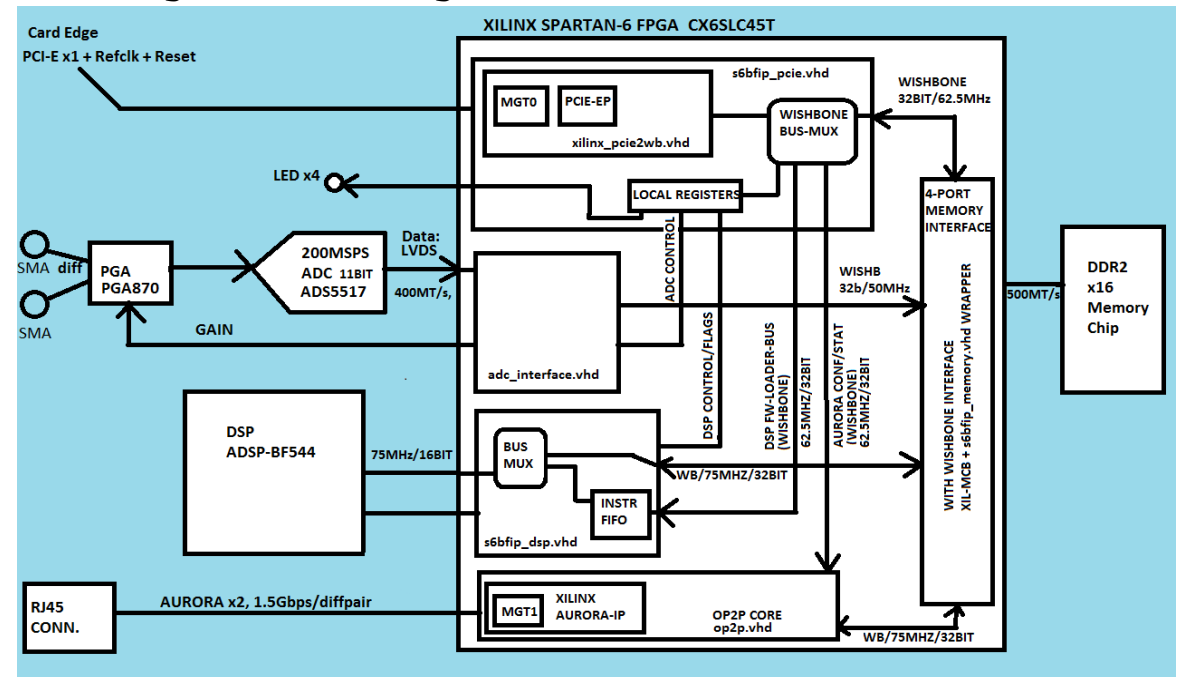 XILINX SPARTAN-6 FPGA CX6SLC45T
Card Edge
PCI-E x1 + Refclk + Reset
s6bfip_pcie.vhd
MGT0
PCIE-EP
xilinx_pcie2wb.vhd
WISHBONE
BUS-MUX
WISHBONE
32BIT/62.5MHz
LED x4
LOCAL REGISTERS
4-PORT
MEMORY
INTERFACE
SMA
diff
SMA
PGA
PGA870
200MSPS
ADC 11BIT
ADS5517
Data:
LVDS
400MT/s,
GAIN
adc_interface.vhd
ADC CONTROL
WISHB
32b/50MHz
500MT/s
DDR2
x16
Memory
Chip
DSP CONTROL/FLAGS
DSP FW-LOADER-BUS
(WISHBONE)
62.5MHZ/32BIT
AURORA CONF/STAT
(WISHBONE)
62.5MHZ/32BIT
WITH WISHBONE INTERFACE
XIL-MCB + s6bfip_memory.vhd WRAPPER
DSP
ADSP-BF544
75MHz/16BIT
BUS
MUX
INSTR
FIFO
s6bfip_dsp.vhd
WB/75MHZ/32BIT
RJ45
CONN.
AURORA x2, 1.5Gbps/diffpair
MGT1
XILINX
AURORA-IP
OP2P CORE
op2p.vhd
WB/75MHZ/32BIT